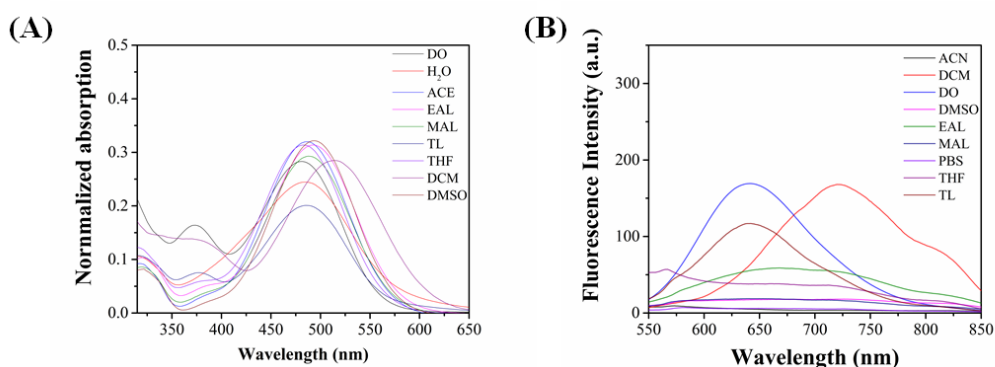 (A)
Nornmalized absorption
0.5
0.4
0.3
0.2
0.1
0.0
350 400 450 500 550 600 650
Wavelength (nm)
DO
H₂O
ACE
EAL
MAL
TL
THF
DCM
DMSO
(B)
Fluorescence Intensity (a.u.)
300
200
100
0
550 600 650 700 750 800 850
Wavelength (nm)
ACN
DCM
DO
DMSO
EAL
MAL
PBS
THF
TL